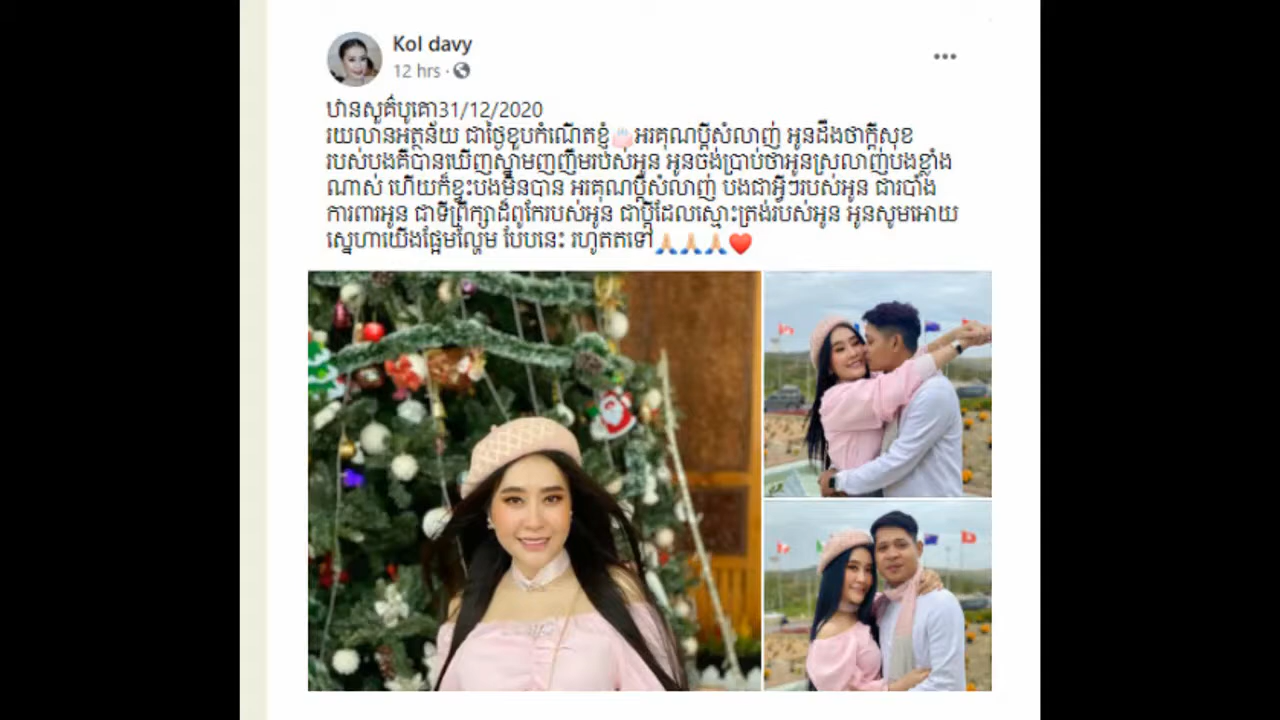 Kol davy
12 hrs ·
ឋានសួគ៌បូគោ31/12/2020
រយលានអត្ថន័យ ជាថ្ងៃខួបកំណើតខ្ញុំ🎂អរគុណប្ដីសំលាញ់ អូនដឹងថាក្ដីសុខ
របស់បងគឺបានឃើញស្នាមញញឹមរបស់អូន អូនចង់ប្រាប់ថាអូនស្រលាញ់បងខ្លាំង
ណាស់ ហើយក៏ខ្វះបងមិនបាន អរគុណប្ដីសំលាញ់ បងជាអ្វីៗរបស់អូន ជារបាំង
ការពារអូន ជាទីព្រឹក្សាដ៏ពូកែរបស់អូន ជាប្ដីដែលស្មោះត្រង់របស់អូន អូនសូមអោយ
ស្នេហាយើងផ្អែមល្ហែម បែបនេះ រហូតតទៅ🙏🏻🙏🏻🙏🏻❤️